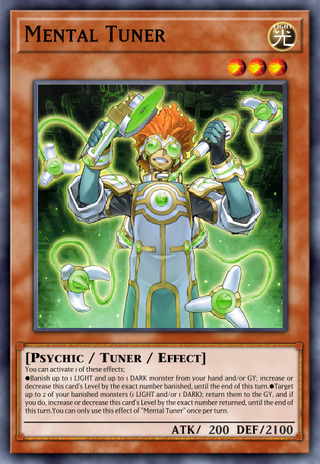 Mental Tuner
LIGHT
光
[Psychic / Tuner / Effect]
You can activate 1 of these effects;
●Banish up to 1 LIGHT and up to 1 DARK monster from your hand and/or GY; increase or
decrease this card's Level by the exact number banished, until the end of this turn.●Target
up to 2 of your banished monsters (1 LIGHT and/or 1 DARK); return them to the GY, and if
you do, increase or decrease this card's Level by the exact number returned, until the end of
this turn.You can only use this effect of "Mental Tuner" once per turn.
ATK/ 200 DEF/2100